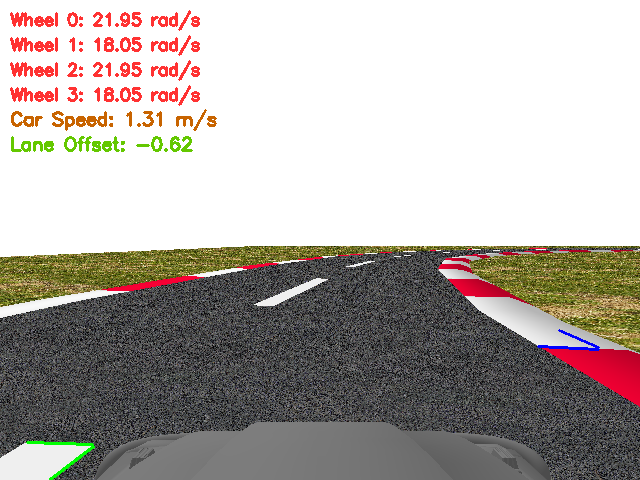 Wheel 0: 21.95 rad/s
Wheel 1: 18.05 rad/s
Wheel 2: 21.95 rad/s
Wheel 3: 18.05 rad/s
Car Speed: 1.31 m/s
Lane Offset: -0.62